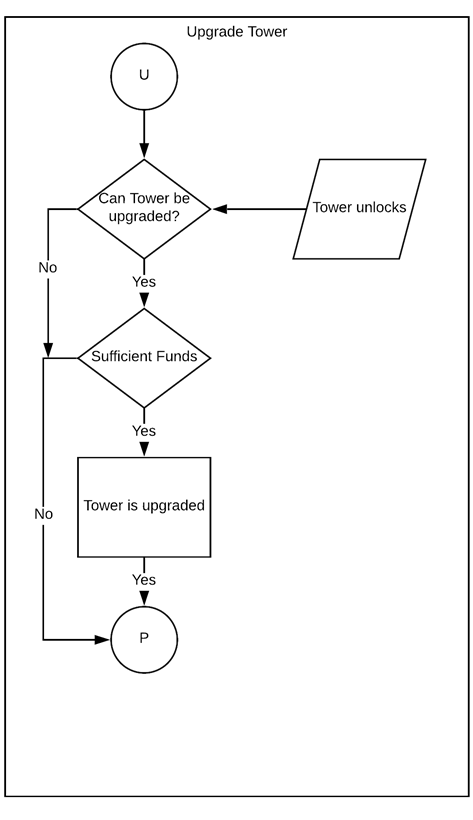 Upgrade Tower
U
Can Tower be
upgraded?
Tower unlocks
No
Yes
Sufficient Funds
Yes
Tower is upgraded
No
Yes
P